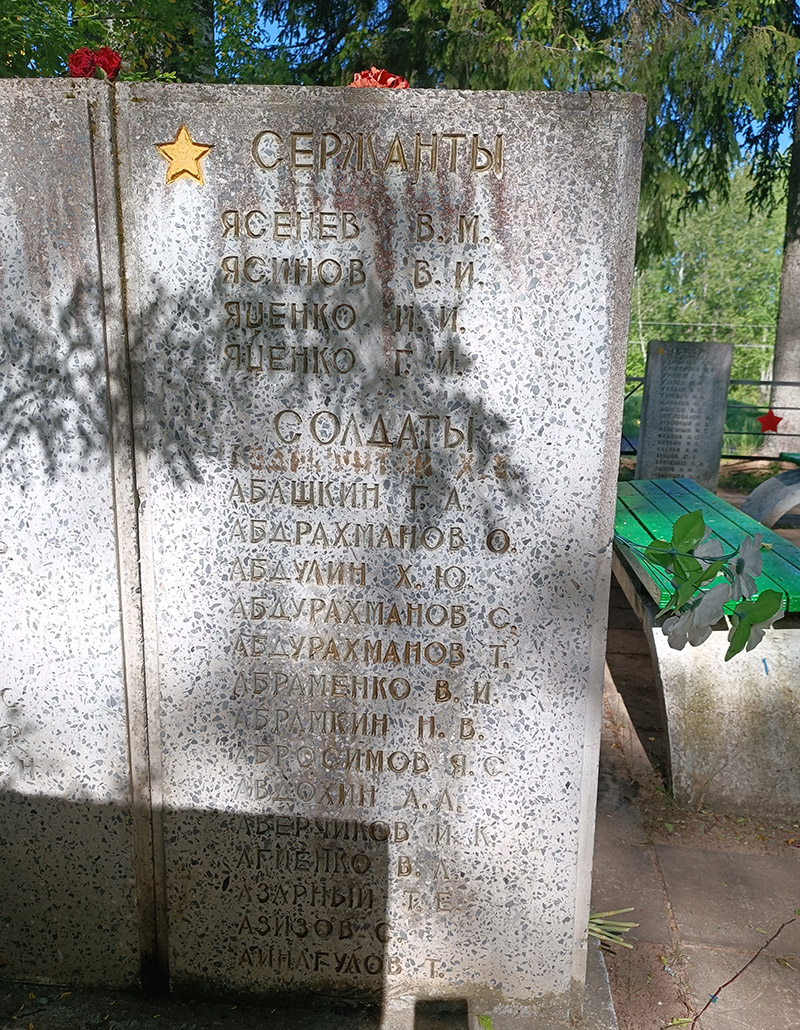 СЕРЖАНТЫ
ЯСЕНЕВ В. М.
ЯСИНОВ В. И.
ЯЦЕНКО И. И.
ЯЦЕНКО Г. И.
СОЛДАТЫ
Х.
АБАШКИН Г. А.
АБДРАХМАНОВ О.
АБДУЛИН Х. Ю.
АБДУРАХМАНОВ С.
АБДУРАХМАНОВ Т.
АБРАМЕНКО В. И.
АБРАМКИН Н. В.
АБРОСИМОВ Я. С.
АВДОХИН А. А.
АВЕРЧИКОВ И. К.
АГИЕНКО В.
АЗАРНЫЙ Т. Е.
АЗИЗОВ С.
АЙНАГУЛОВ Т.